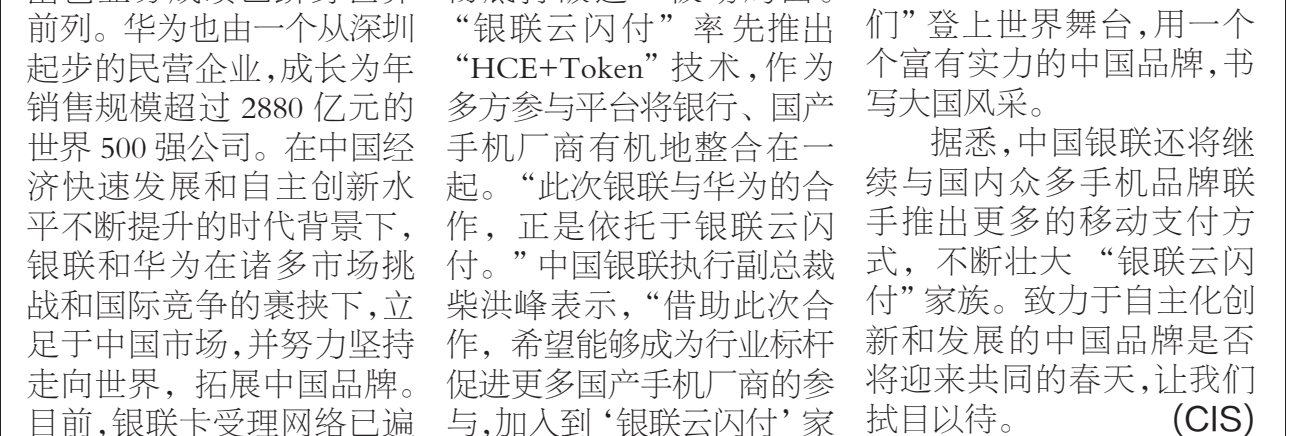 前列。华为也由一个从深圳
起步的民营企业,成长为年
销售规模超过 2880 亿元的
世界 500 强公司。在中国经
济快速发展和自主创新水
平不断提升的时代背景下,
银联和华为在诸多市场挑
战和国际竞争的裹挟下,立
足于中国市场,并努力坚持
走向世界，拓展中国品牌。
目前,银联卡受理网络已遍
“银联云闪付”率先推出
“HCE+Token”技术,作为
多方参与平台将银行、国产
手机厂商有机地整合在一
起。“此次银联与华为的合
作，正是依托于银联云闪
付。”中国银联执行副总裁
柴洪峰表示,“借助此次合
作，希望能够成为行业标杆
促进更多国产手机厂商的参
与,加入到‘银联云闪付’家
们”登上世界舞台,用一个
个富有实力的中国品牌,书
写大国风采。
据悉,中国银联还将继
续与国内众多手机品牌联
手推出更多的移动支付方
式，不断壮大“银联云闪
付”家族。致力于自主化创
新和发展的中国品牌是否
将迎来共同的春天,让我们
拭目以待。 (CIS)